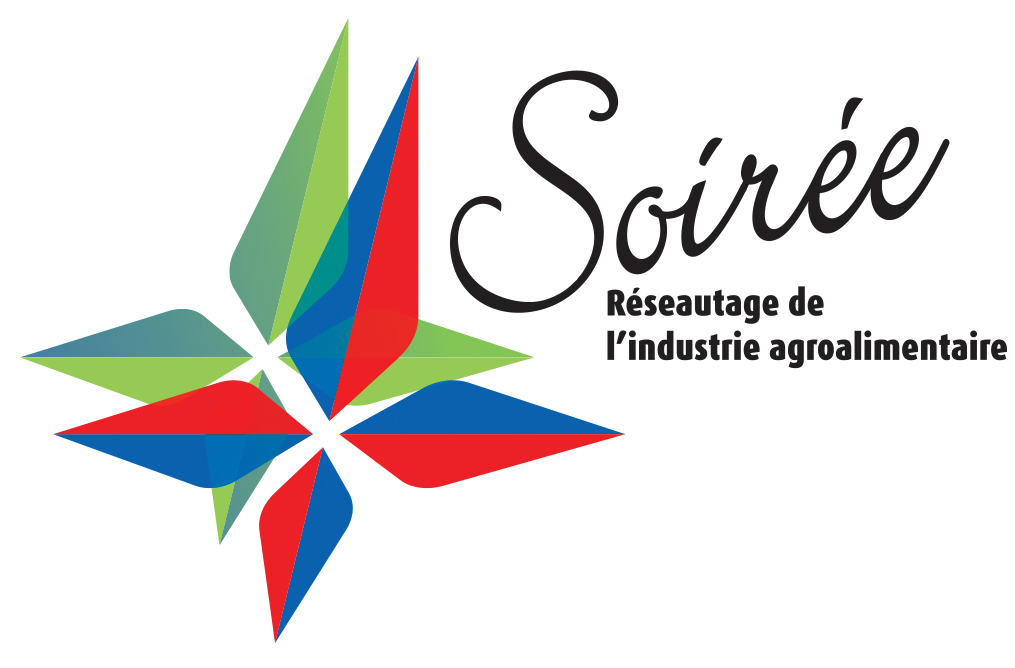 Soirée
Réseautage de
l’industrie agroalimentaire